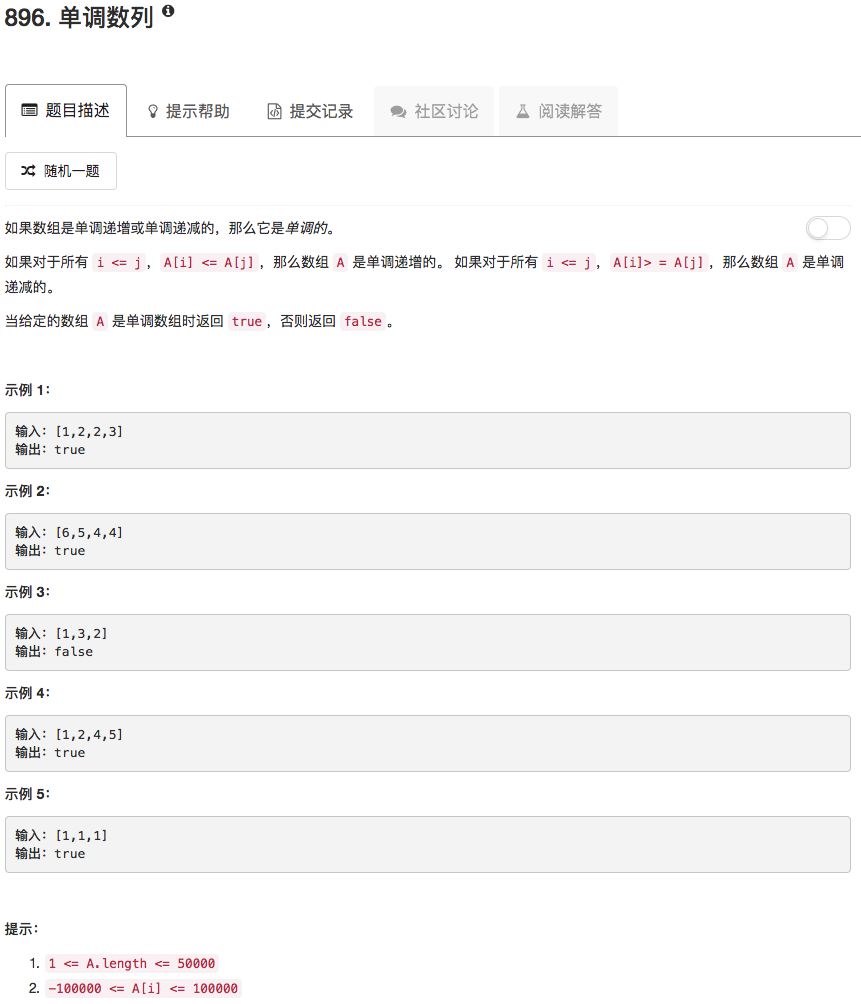 896. 单调数列
题目描述 提示帮助 提交记录 社区讨论 阅读解答
随机一题
如果数组是单调递增或单调递减的，那么它是单调的。
如果对于所有 i <= j，A[i] <= A[j]，那么数组 A 是单调递增的。 如果对于所有 i <= j，A[i]> = A[j]，那么数组 A 是单调
递减的。
当给定的数组 A 是单调数组时返回 true，否则返回 false。
示例 1：
输入：[1,2,2,3]
输出：true
示例 2：
输入：[6,5,4,4]
输出：true
示例 3：
输入：[1,3,2]
输出：false
示例 4：
输入：[1,2,4,5]
输出：true
示例 5：
输入：[1,1,1]
输出：true
提示：
1. 1 <= A.length <= 50000
2. -100000 <= A[i] <= 100000